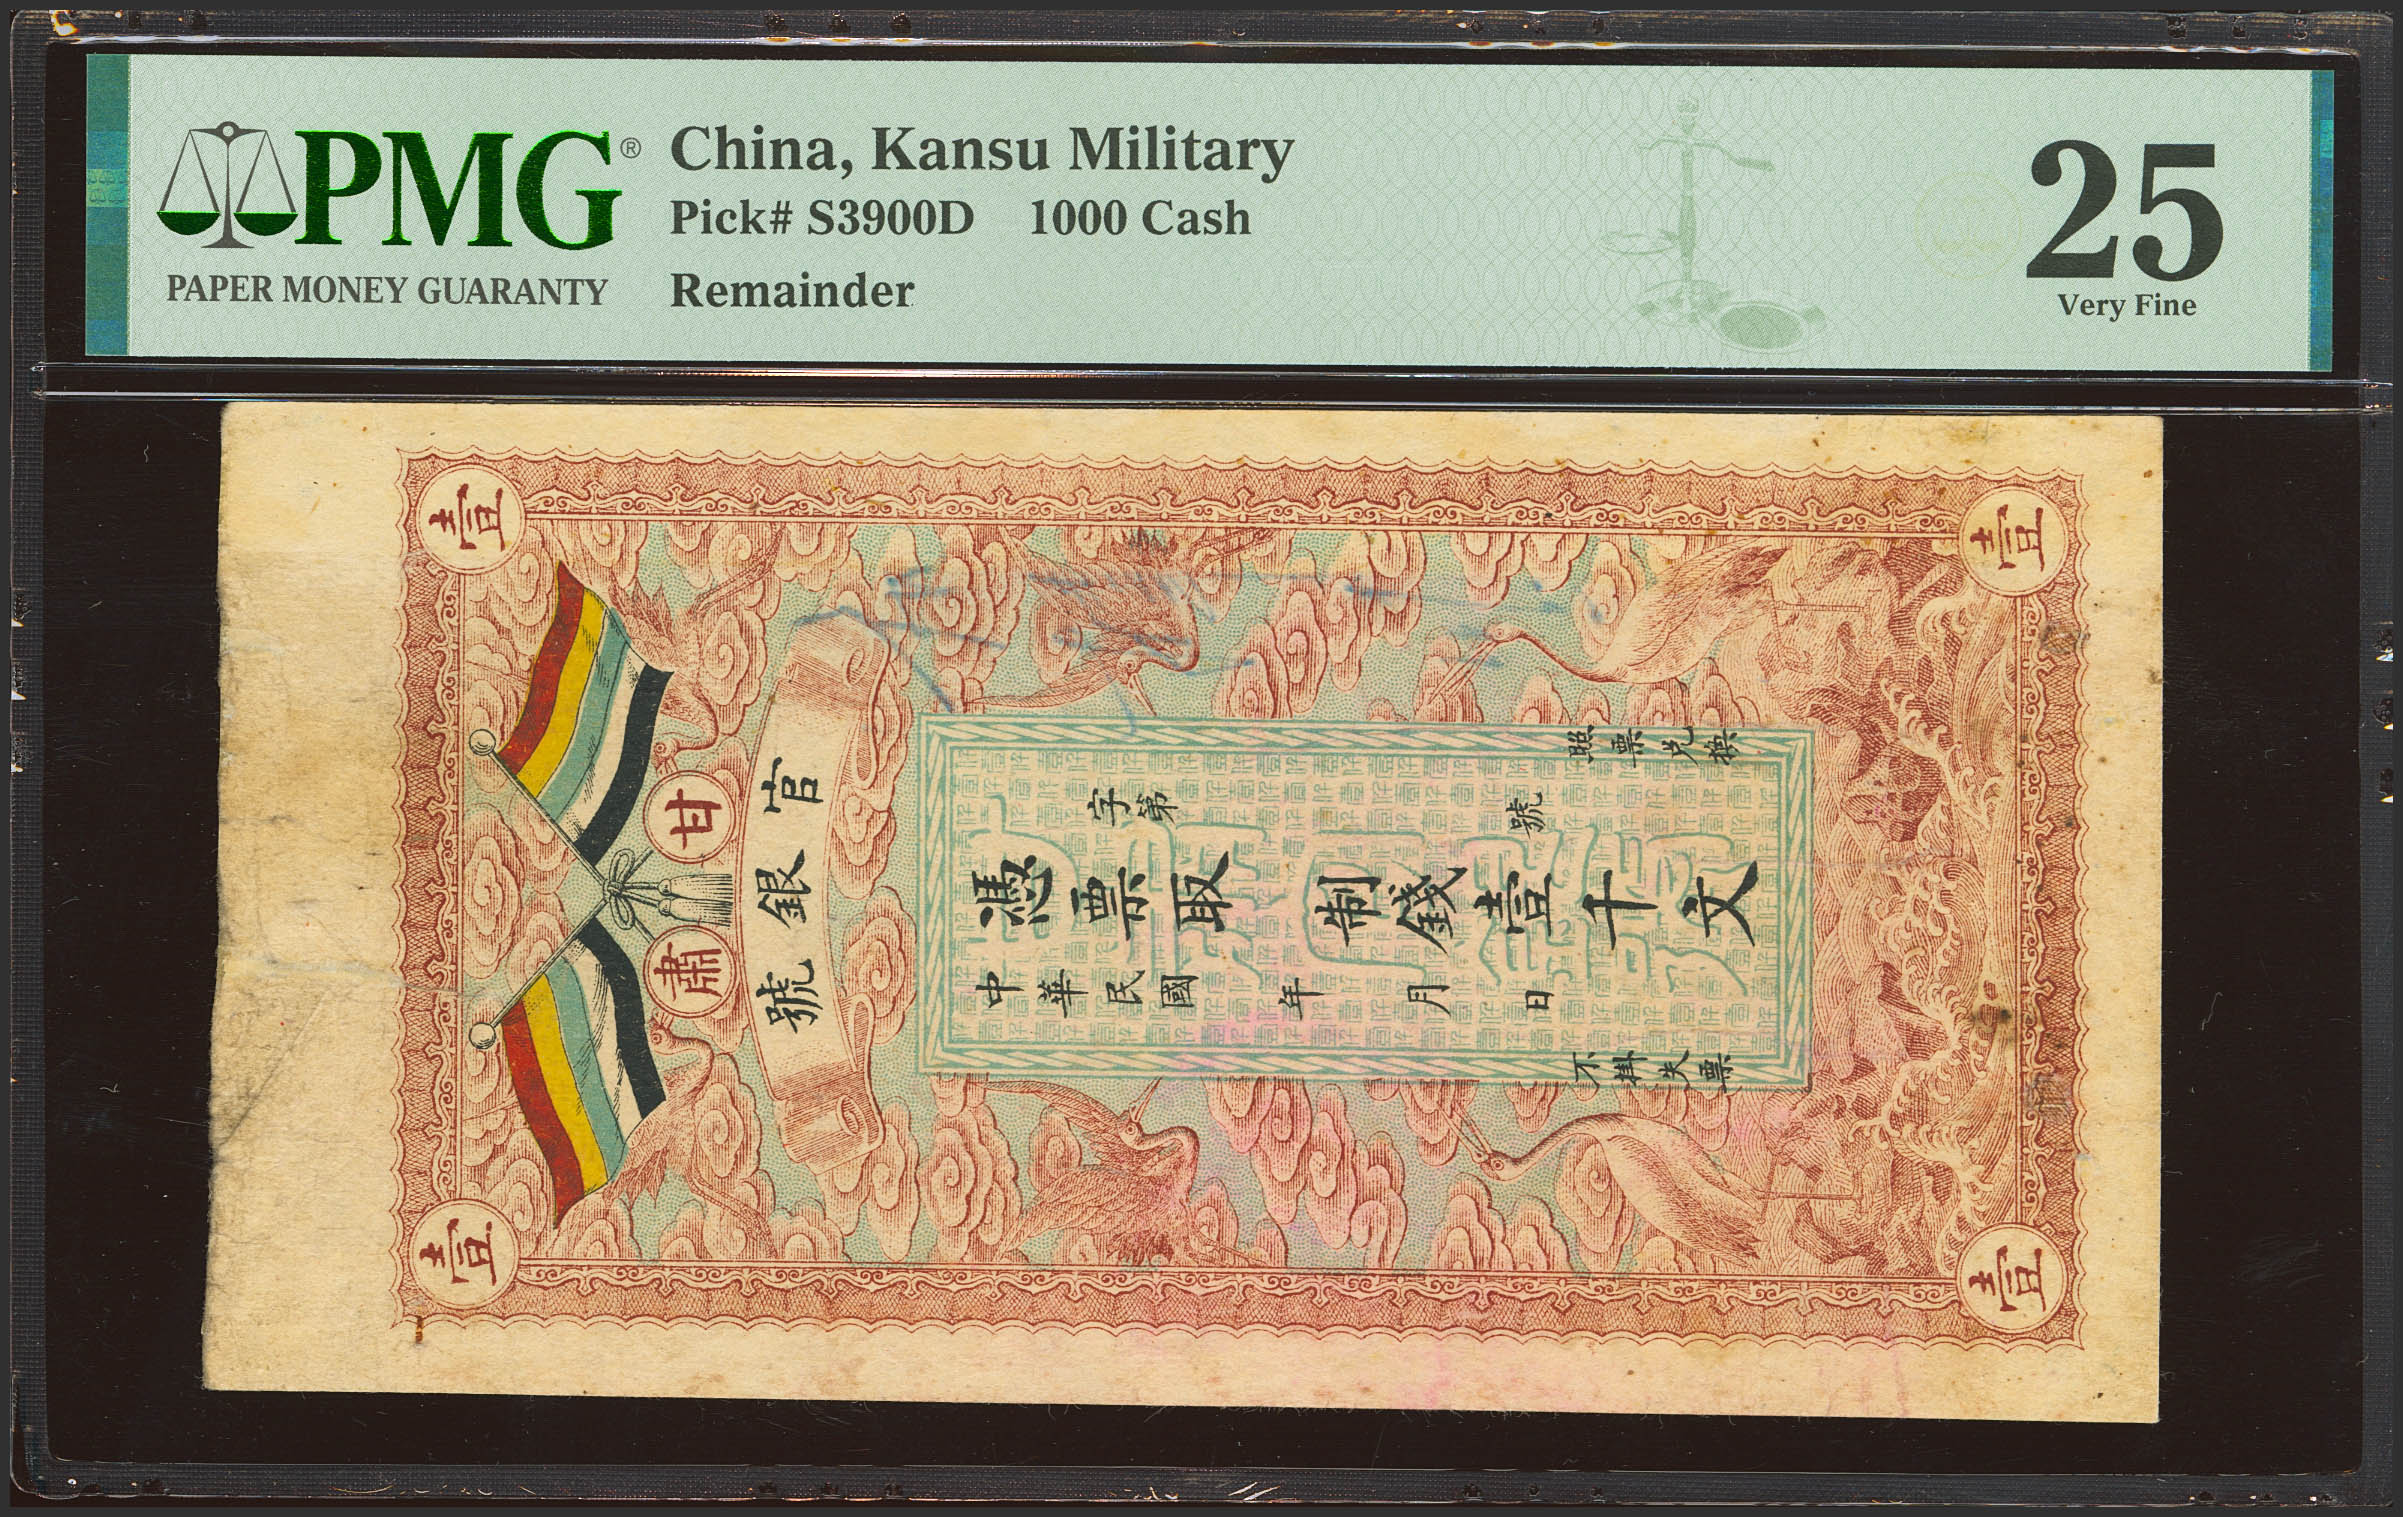 PMG®
PAPER MONEY GUARANTY
China, Kansu Military
Pick# S3900D 1000 Cash
Remainder
25
Very Fine
壹
壹
甘肅
官銀號
照票兌換
字第 號
憑票取制錢壹千文
中華民國 年 月 日
不掛失票
壹
壹